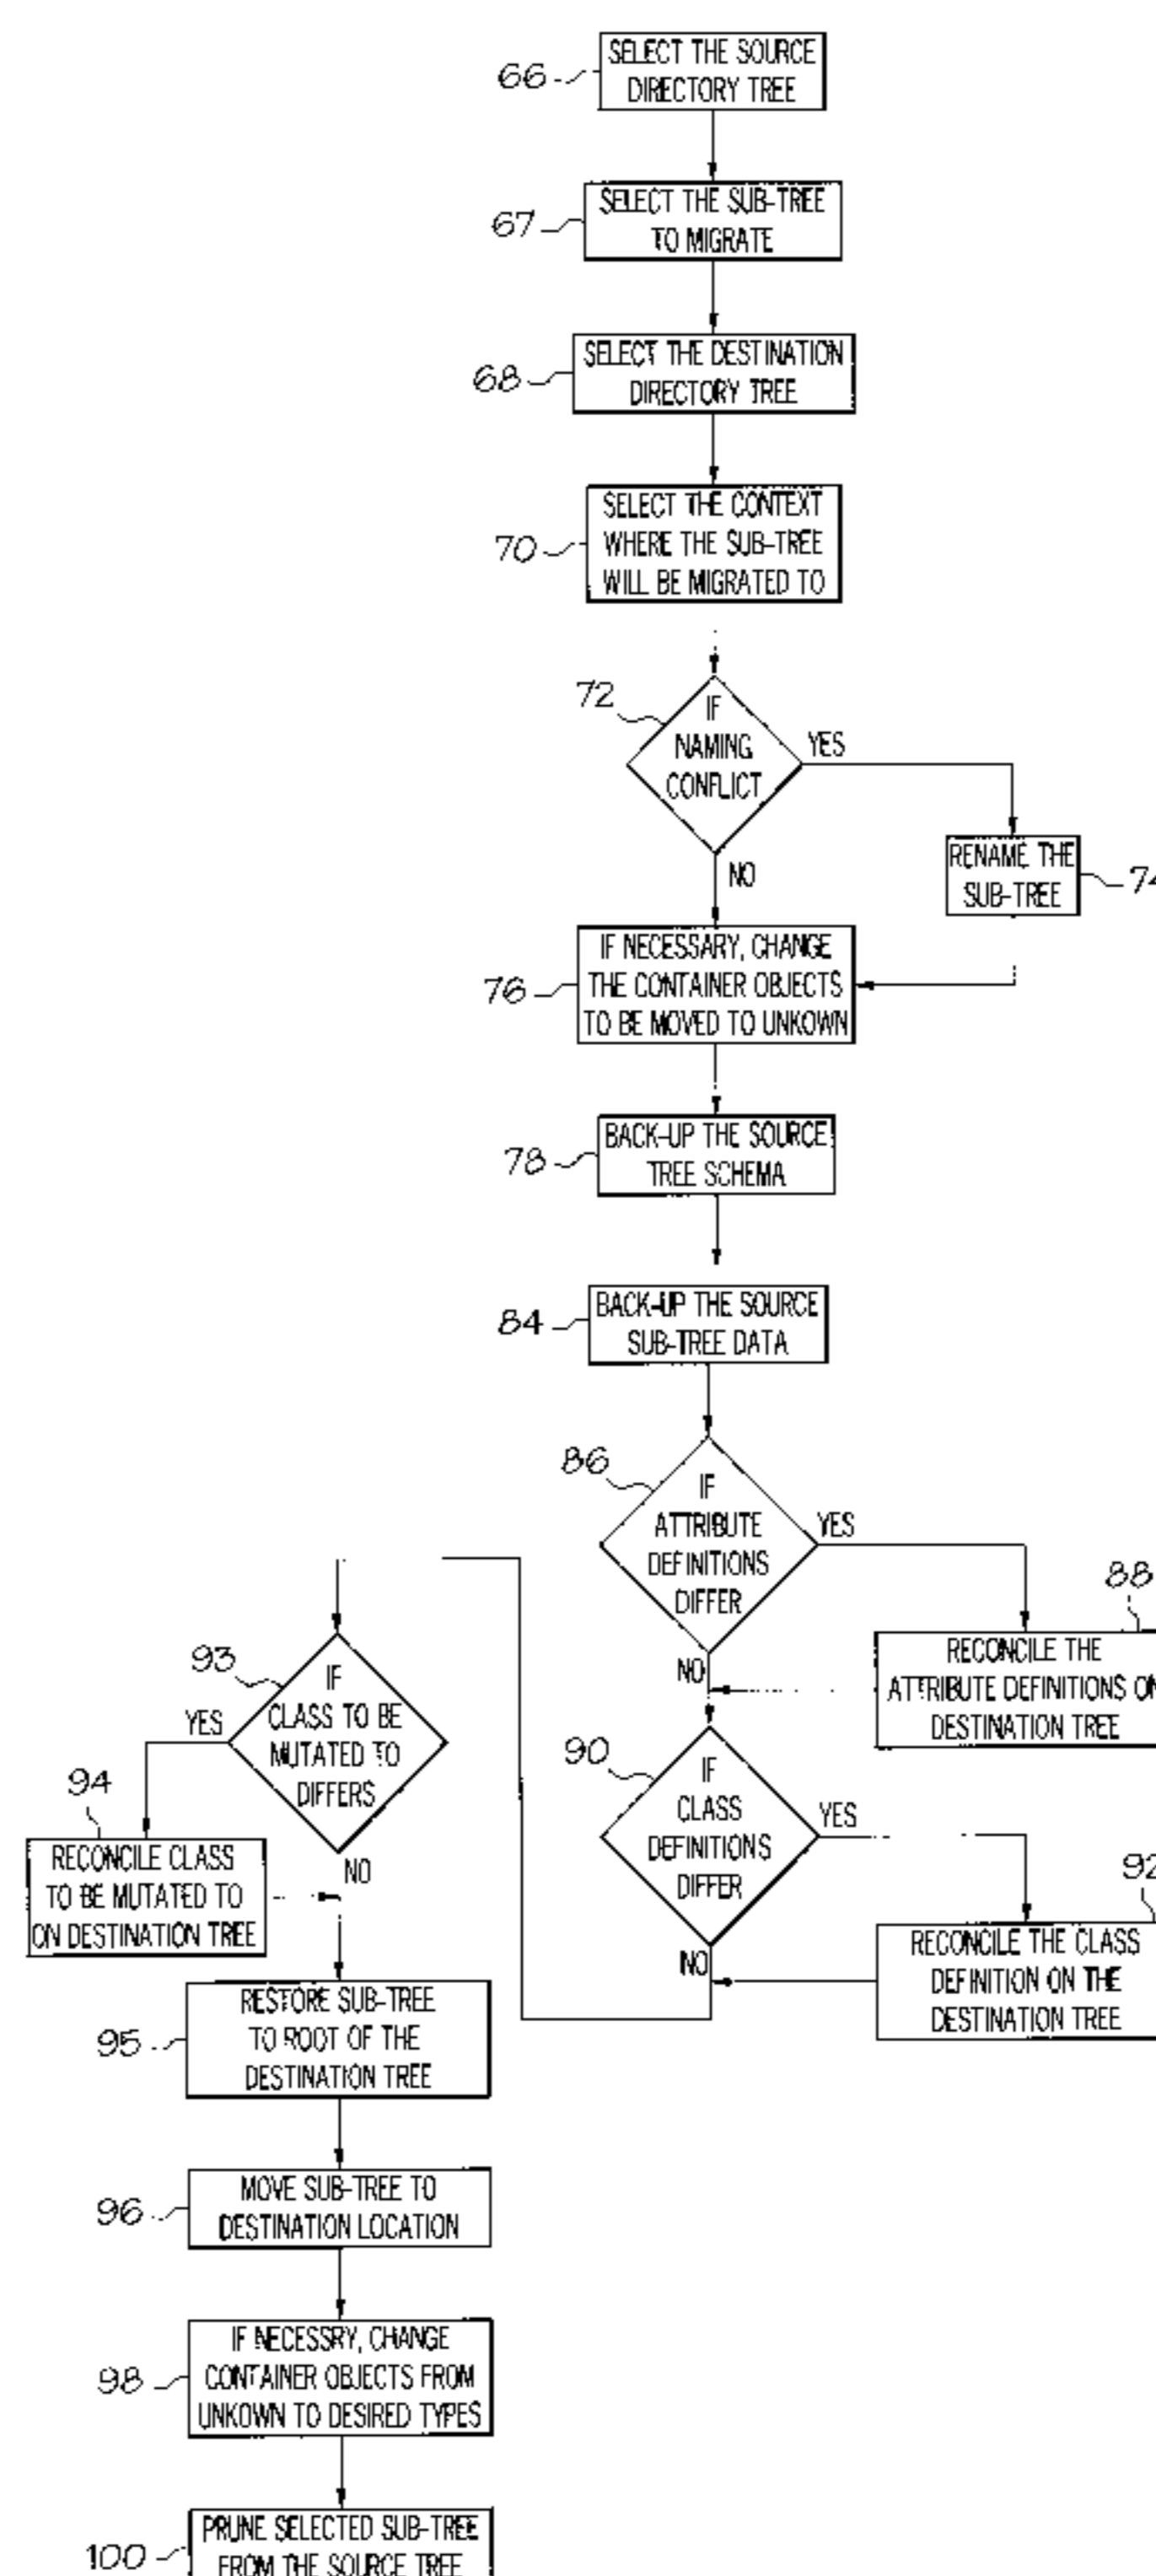 66
SELECT THE SOURCE
DIRECTORY TREE
67
SELECT THE SUB-TREE
TO MIGRATE
68
SELECT THE DESTINATION
DIRECTORY TREE
70
SELECT THE CONTEXT
WHERE THE SUB-TREE
WILL BE MIGRATED TO
72
IF
NAMING
CONFLICT
YES
NO
RENAME THE
SUB-TREE
74
76
IF NECESSARY, CHANGE
THE CONTAINER OBJECTS
TO BE MOVED TO UNKOWN
78
BACK-UP THE SOURCE
TREE SCHEMA
84
BACK-UP THE SOURCE
SUB-TREE DATA
86
IF
ATTRIBUTE
DEFINITIONS
DIFFER
YES
NO
88
RECONCILE THE
ATTRIBUTE DEFINITIONS ON
DESTINATION TREE
90
IF
CLASS
DEFINITIONS
DIFFER
YES
NO
92
RECONCILE THE CLASS
DEFINITION ON THE
DESTINATION TREE
93
IF
CLASS TO BE
MUTATED TO
DIFFERS
YES
NO
94
RECONCILE CLASS
TO BE MUTATED TO
ON DESTINATION TREE
95
RESTORE SUB-TREE
TO ROOT OF THE
DESTINATION TREE
96
MOVE SUB-TREE TO
DESTINATION LOCATION
98
IF NECESSRY, CHANGE
CONTAINER OBJECTS FROM
UNKOWN TO DESIRED TYPES
100
PRUNE SELECTED SUB-TREE
FROM THE SOURCE TREE